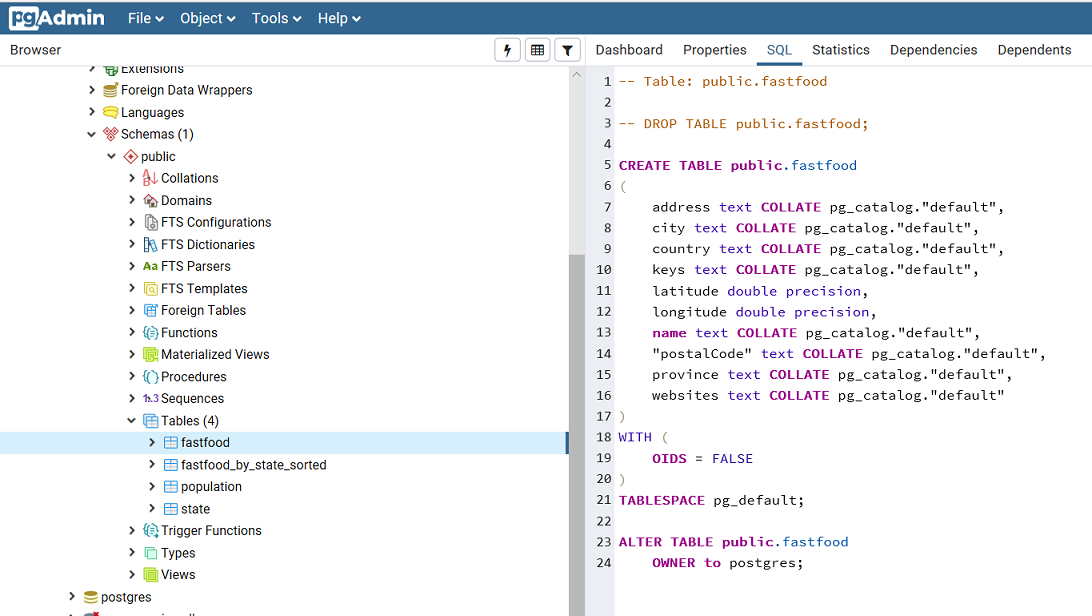 pgAdmin File Object Tools Help
Browser
Dashboard Properties SQL Statistics Dependencies Dependents
Extensions
Foreign Data Wrappers
Languages
Schemas (1)
public
Collations
Domains
FTS Configurations
FTS Dictionaries
Aa FTS Parsers
FTS Templates
Foreign Tables
Functions
Materialized Views
Procedures
1..3 Sequences
Tables (4)
fastfood
fastfood_by_state_sorted
population
state
Trigger Functions
Types
Views
postgres
1 -- Table: public.fastfood
2
3 -- DROP TABLE public.fastfood;
4
5 CREATE TABLE public.fastfood
6 (
7     address text COLLATE pg_catalog."default",
8     city text COLLATE pg_catalog."default",
9     country text COLLATE pg_catalog."default",
10     keys text COLLATE pg_catalog."default",
11     latitude double precision,
12     longitude double precision,
13     name text COLLATE pg_catalog."default",
14     "postalCode" text COLLATE pg_catalog."default",
15     province text COLLATE pg_catalog."default",
16     websites text COLLATE pg_catalog."default"
17 )
18 WITH (
19     OIDS = FALSE
20 )
21 TABLESPACE pg_default;
22
23 ALTER TABLE public.fastfood
24     OWNER to postgres;